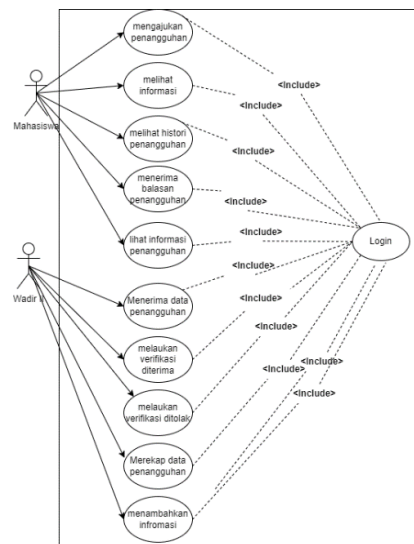 mengajukan
penangguhan
<Include>
melihat
informasi
<Include>
Mahasiswa
melihat histori
penangguhan
<Include>
menerima
balasan
penangguhan
<Include>
lihat informasi
penangguhan
<Include>
Login
Wadir II
<Include>
Menerima data
penangguhan
<Include>
melaukan
verifikasi
diterima
<Include>
melaukan
verifikasi ditolak
<Include>
<Include>
Merekap data
penangguhan
menambahkan
infromasi